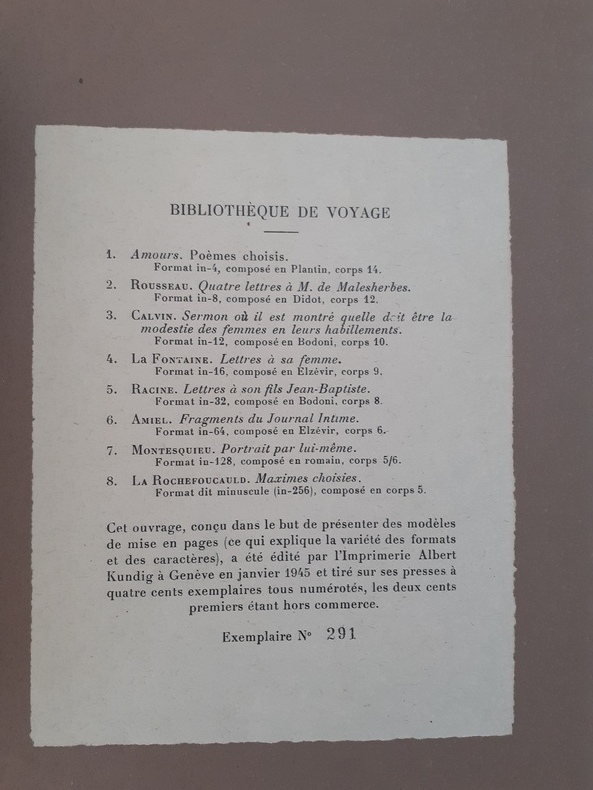 BIBLIOTHÈQUE DE VOYAGE
1. Amours. Poèmes choisis.
Format in-4, composé en Plantin, corps 14.
2. ROUSSEAU. Quatre lettres à M. de Malesherbes.
Format in-8, composé en Didot, corps 12.
3. CALVIN. Sermon où il est montré quelle doit être la
modestie des femmes en leurs habillements.
Format in-12, composé en Bodoni, corps 10.
4. LA FONTAINE. Lettres à sa femme.
Format in-16, composé en Elzévir, corps 9.
5. RACINE. Lettres à son fils Jean-Baptiste.
Format in-32, composé en Bodoni, corps 8.
6. AMIEL. Fragments du Journal Intime.
Format in-64, composé en Elzévir, corps 6.
7. MONTESQUIEU. Portrait par lui-même.
Format in-128, composé en romain, corps 5/6.
8. LA ROCHEFOUCAULD. Maximes choisies.
Format dit minuscule (in-256), composé en corps 5.
Cet ouvrage, conçu dans le but de présenter des modèles
de mise en pages (ce qui explique la variété des formats
et des caractères), a été édité par l'Imprimerie Albert
Kundig à Genève en janvier 1945 et tiré sur ses presses à
quatre cents exemplaires tous numérotés, les deux cents
premiers étant hors commerce.
Exemplaire N° 291